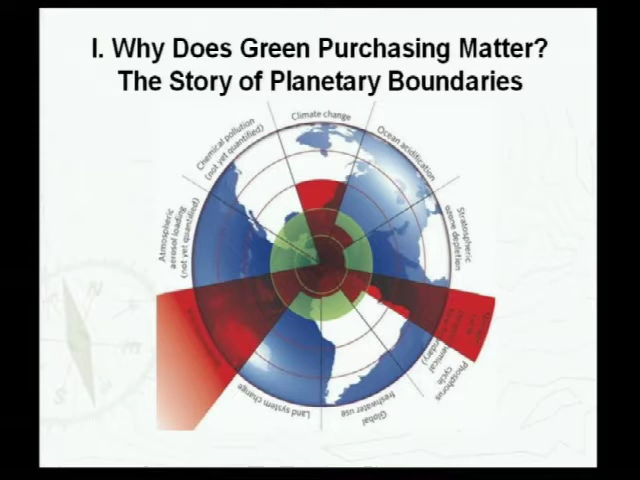 I. Why Does Green Purchasing Matter?
The Story of Planetary Boundaries
Climate change
Ocean acidification
Stratospheric
ozone depletion
Phosphorus
cycle
Global
freshwater use
Land system change
Atmospheric
aerosol loading
(not yet quantified)
Chemical pollution
(not yet quantified)